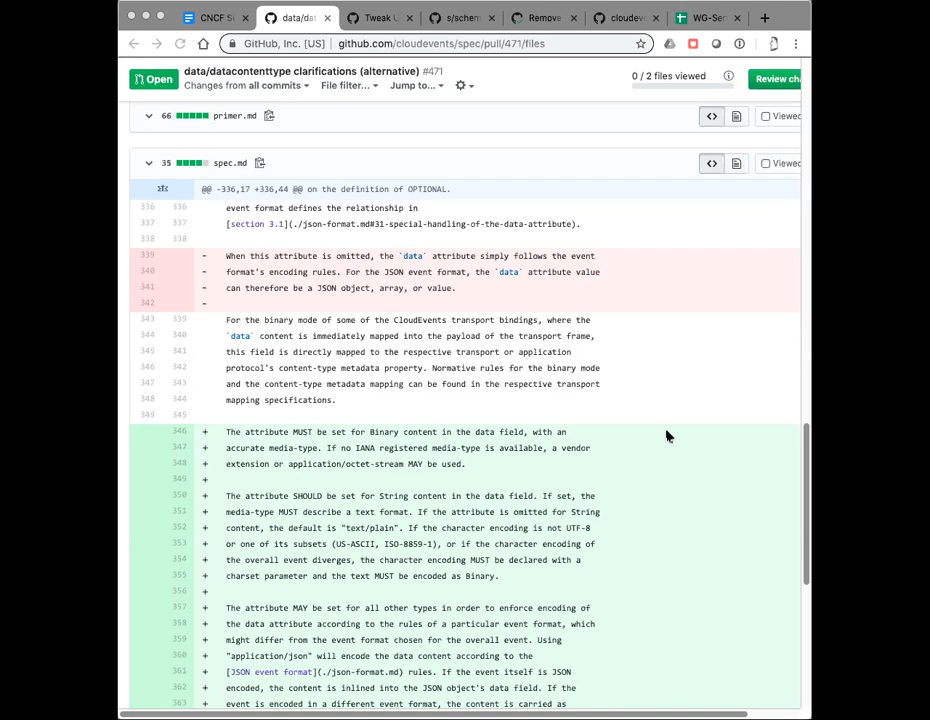 CNCF S
data/dat
Tweak
s/schem
Remove
cloudev
WG-Ser
GitHub, Inc. [US] | github.com/cloudevents/spec/pull/471/files
Open
data/datacontenttype clarifications (alternative) #471
Changes from all commits
File filter...
Jump to...
0 / 2 files viewed
Review cha
66 primer.md
Viewed
35 spec.md
Viewed
@@ -336,17 +336,44 @@ on the definition of OPTIONAL.
336 336 event format defines the relationship in
337 337 [section 3.1](./json-format.md#31-special-handling-of-the-data-attribute).
338 338
339 - When this attribute is omitted, the `data` attribute simply follows the event
340 - format's encoding rules. For the JSON event format, the `data` attribute value
341 - can therefore be a JSON object, array, or value.
342 -
343 339 For the binary mode of some of the CloudEvents transport bindings, where the
344 340 `data` content is immediately mapped into the payload of the transport frame,
345 341 this field is directly mapped to the respective transport or application
346 342 protocol's content-type metadata property. Normative rules for the binary mode
347 343 and the content-type metadata mapping can be found in the respective transport
348 344 mapping specifications.
349 345
346 + The attribute MUST be set for Binary content in the data field, with an
347 + accurate media-type. If no IANA registered media-type is available, a vendor
348 + extension or application/octet-stream MAY be used.
349 +
350 + The attribute SHOULD be set for String content in the data field. If set, the
351 + media-type MUST describe a text format. If the attribute is omitted for String
352 + content, the default is "text/plain". If the character encoding is not UTF-8
353 + or one of its subsets (US-ASCII, ISO-8859-1), or if the character encoding of
354 + the overall event diverges, the character encoding MUST be declared with a
355 + charset parameter and the text MUST be encoded as Binary.
356 +
357 + The attribute MAY be set for all other types in order to enforce encoding of
358 + the data attribute according to the rules of a particular event format, which
359 + might differ from the event format chosen for the overall event. Using
360 + "application/json" will encode the data content according to the
361 + [JSON event format](./json-format.md) rules. If the event itself is JSON
362 + encoded, the content is inlined into the JSON object's data field. If the
363 + event is encoded in a different event format, the content is carried as